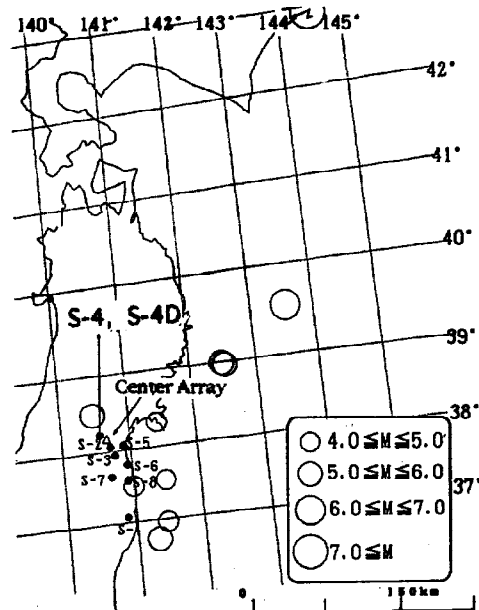 140° 141° 142° 143° 144° 145°
42°
41°
40°
S-4, S-4D
39°
Center Array
38°
S-5
S-3
S-6
S-7
S-8
37°
4.0≦M≦5.0
5.0≦M≦6.0
6.0≦M≦7.0
7.0≦M
0 150km